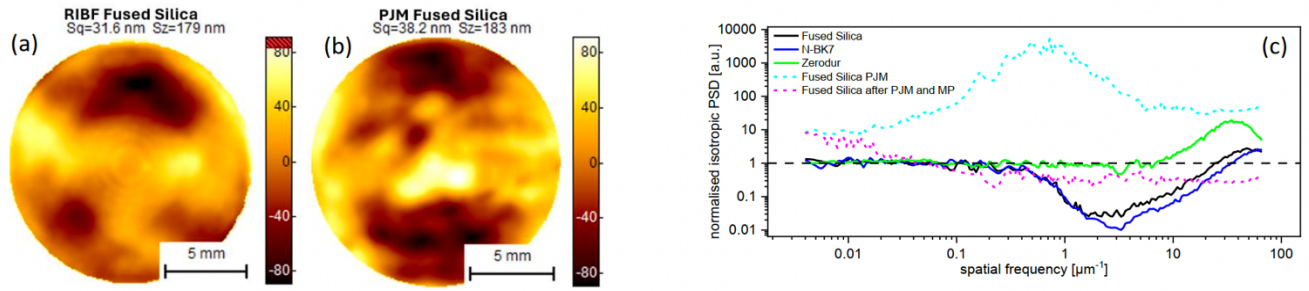 RIBF Fused Silica
Sq=31.6 nm Sz=179 nm
(a)
80
40
0
-40
-80
5 mm
PJM Fused Silica
Sq=38.2 nm Sz=183 nm
(b)
80
40
0
-40
-80
5 mm
normalised isotropic PSD [a.u.]
10000
1000
100
10
1
0.1
0.01
Fused Silica
N-BK7
Zerodur
Fused Silica PJM
Fused Silica after PJM and MP
(c)
0.01 0.1 1 10 100
spatial frequency [µm⁻¹]